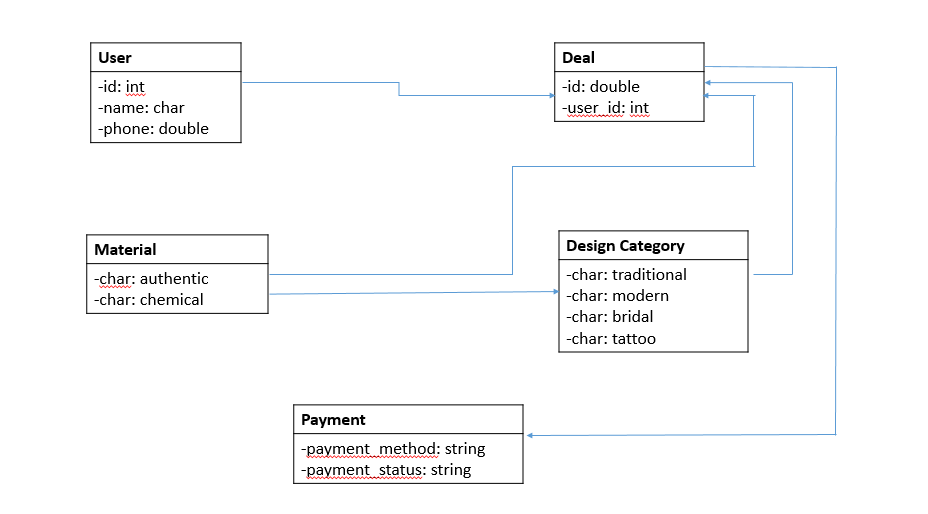 User
-id: int
-name: char
-phone: double
Deal
-id: double
-user_id: int
Material
-char: authentic
-char: chemical
Design Category
-char: traditional
-char: modern
-char: bridal
-char: tattoo
Payment
-payment_method: string
-payment_status: string